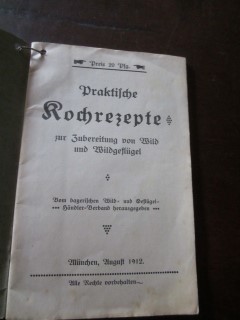 Preis 20 Pfg.
Praktische
Kochrezepte
zur Zubereitung von Wild
und Wildgeflügel
Vom bayerischen Wild- und Geflügel-
Händler-Verband herausgegeben
München, August 1912.
Alle Rechte vorbehalten.